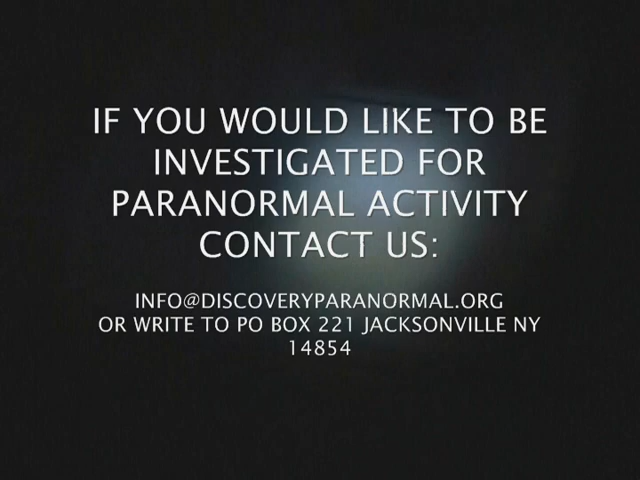 IF YOU WOULD LIKE TO BE
INVESTIGATED FOR
PARANORMAL ACTIVITY
CONTACT US:
INFO@DISCOVERYPARANORMAL.ORG
OR WRITE TO PO BOX 221 JACKSONVILLE NY
14854